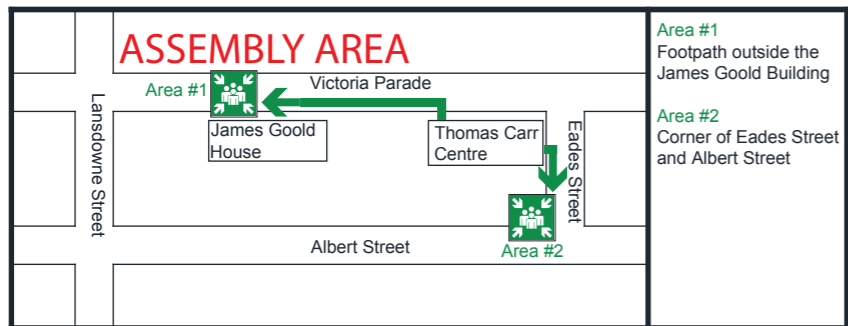 ASSEMBLY AREA
Area #1
Victoria Parade
Lansdowne Street
James Goold
House
Thomas Carr
Centre
Eades Street
Albert Street
Area #2
Area #1
Footpath outside the
James Goold Building
Area #2
Corner of Eades Street
and Albert Street